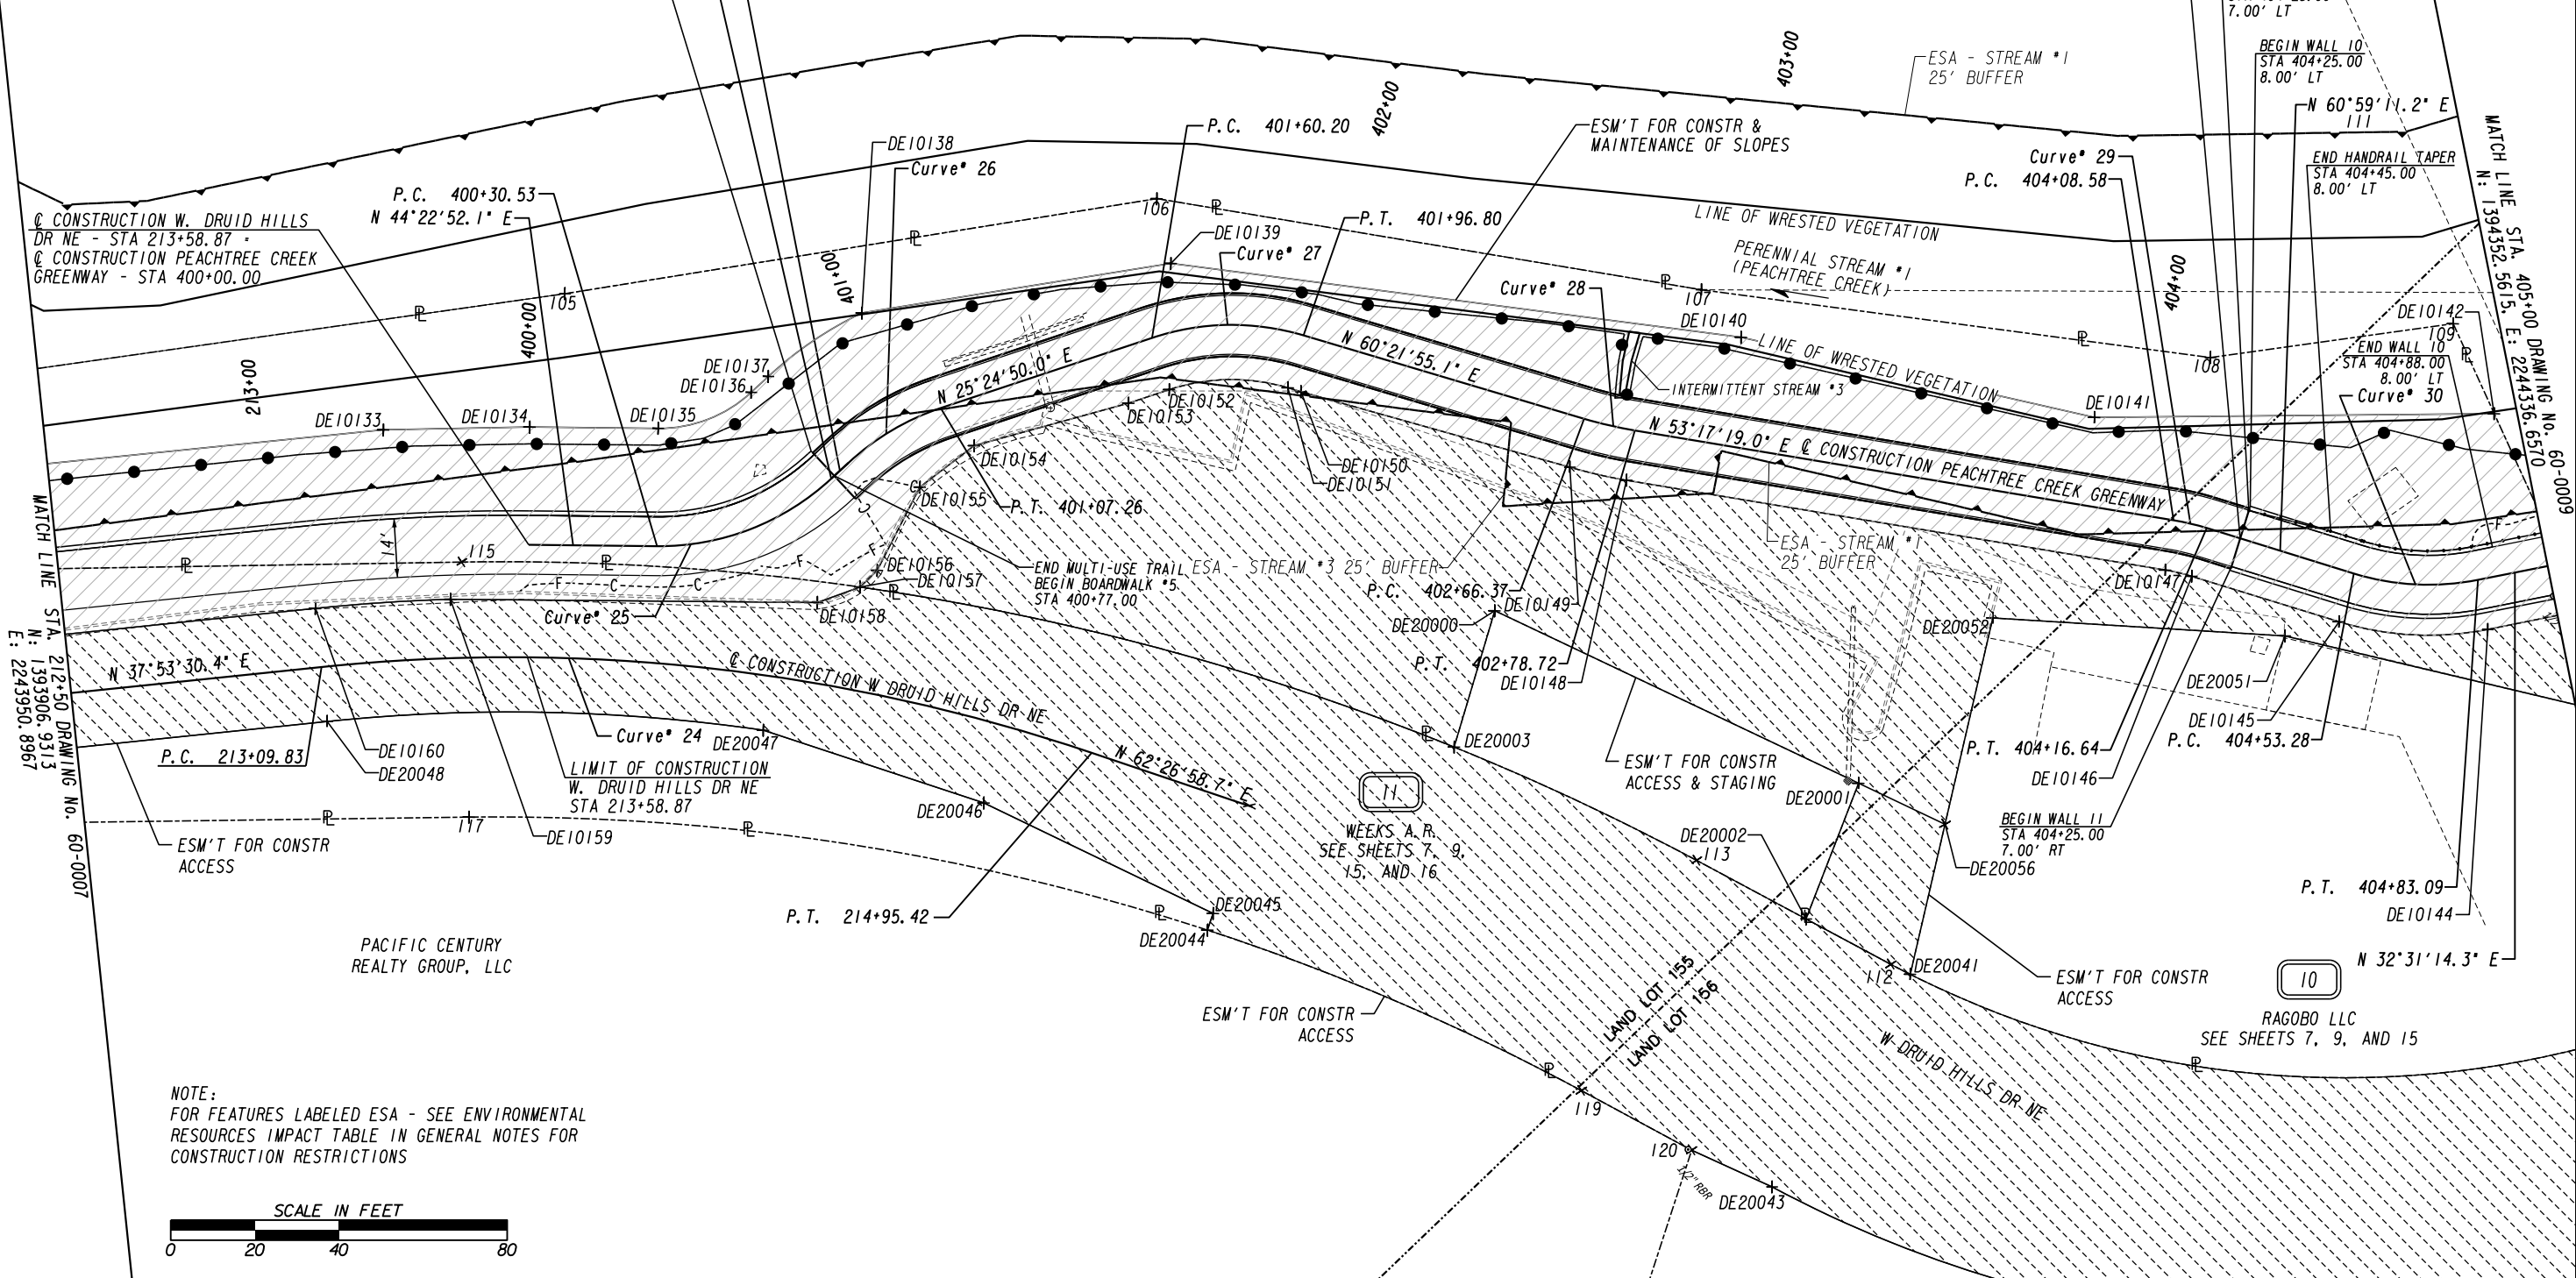 7.00' LT
BEGIN WALL 10
STA 404+25.00
8.00' LT
N 60°59'11.2" E
111
END HANDRAIL TAPER
STA 404+45.00
8.00' LT
ESA - STREAM #1
25' BUFFER
403+00
402+00
P.C. 401+60.20
ESM'T FOR CONSTR &
MAINTENANCE OF SLOPES
DE10138
Curve# 26
Curve# 29
P.C. 404+08.58
P.C. 400+30.53
N 44°22'52.1" E
℄ CONSTRUCTION W. DRUID HILLS
DR NE - STA 213+58.87 =
℄ CONSTRUCTION PEACHTREE CREEK
GREENWAY - STA 400+00.00
106
P.T. 401+96.80
LINE OF WRESTED VEGETATION
DE10139
Curve# 27
PERENNIAL STREAM #1
(PEACHTREE CREEK)
Curve# 28
107
DE10140
404+00
DE10142
109
END WALL 10
STA 404+88.00
8.00' LT
Curve# 30
108
MATCH LINE STA. 405+00 DRAWING No. 60-0009
N: 1394352.5615, E: 2244336.6570
105
401+00
400+00
213+00
DE10137
DE10136
DE10133
DE10134
DE10135
N 25°24'50.0" E
N 60°21'55.1" E
LINE OF WRESTED VEGETATION
INTERMITTENT STREAM #3
DE10141
N 53°17'19.0" E ℄ CONSTRUCTION PEACHTREE CREEK GREENWAY
DE10152
DE10153
DE10154
DE10150
DE10151
DE10155
P.T. 401+07.26
MATCH LINE STA. 212+50 DRAWING No. 60-0007
N: 1393906.9313
E: 2243950.8967
14'
115
F
C
C
F
F
C
C
F
DE10156
DE10157
DE10158
Curve# 25
END MULTI-USE TRAIL
BEGIN BOARDWALK #5
STA 400+77.00
ESA - STREAM #3 25' BUFFER
ESA - STREAM #1
25' BUFFER
P.C. 402+66.37
DE10149
DE20000
P.T. 402+78.72
DE10148
DE10147
DE20052
DE20051
DE10145
P.C. 404+53.28
P.T. 404+16.64
DE10146
BEGIN WALL 11
STA 404+25.00
7.00' RT
N 37°53'30.4" E
℄ CONSTRUCTION W DRUID HILLS DR NE
N 62°26'58.7" E
P.C. 213+09.83
DE10160
DE20048
Curve# 24
DE20047
LIMIT OF CONSTRUCTION
W. DRUID HILLS DR NE
STA 213+58.87
DE20003
ESM'T FOR CONSTR
ACCESS & STAGING
DE20001
DE20046
11
WEEKS A.R.
SEE SHEETS 7, 9,
15, AND 16
117
DE10159
ESM'T FOR CONSTR
ACCESS
DE20002
113
DE20056
P.T. 404+83.09
DE10144
N 32°31'14.3" E
P.T. 214+95.42
DE20045
DE20044
PACIFIC CENTURY
REALTY GROUP, LLC
112
DE20041
ESM'T FOR CONSTR
ACCESS
10
RAGOBO LLC
SEE SHEETS 7, 9, AND 15
ESM'T FOR CONSTR
ACCESS
LAND LOT 155
LAND LOT 156
W DRUID HILLS DR NE
119
120
1/2" RBR
DE20043
NOTE:
FOR FEATURES LABELED ESA - SEE ENVIRONMENTAL
RESOURCES IMPACT TABLE IN GENERAL NOTES FOR
CONSTRUCTION RESTRICTIONS
SCALE IN FEET
0 20 40 80